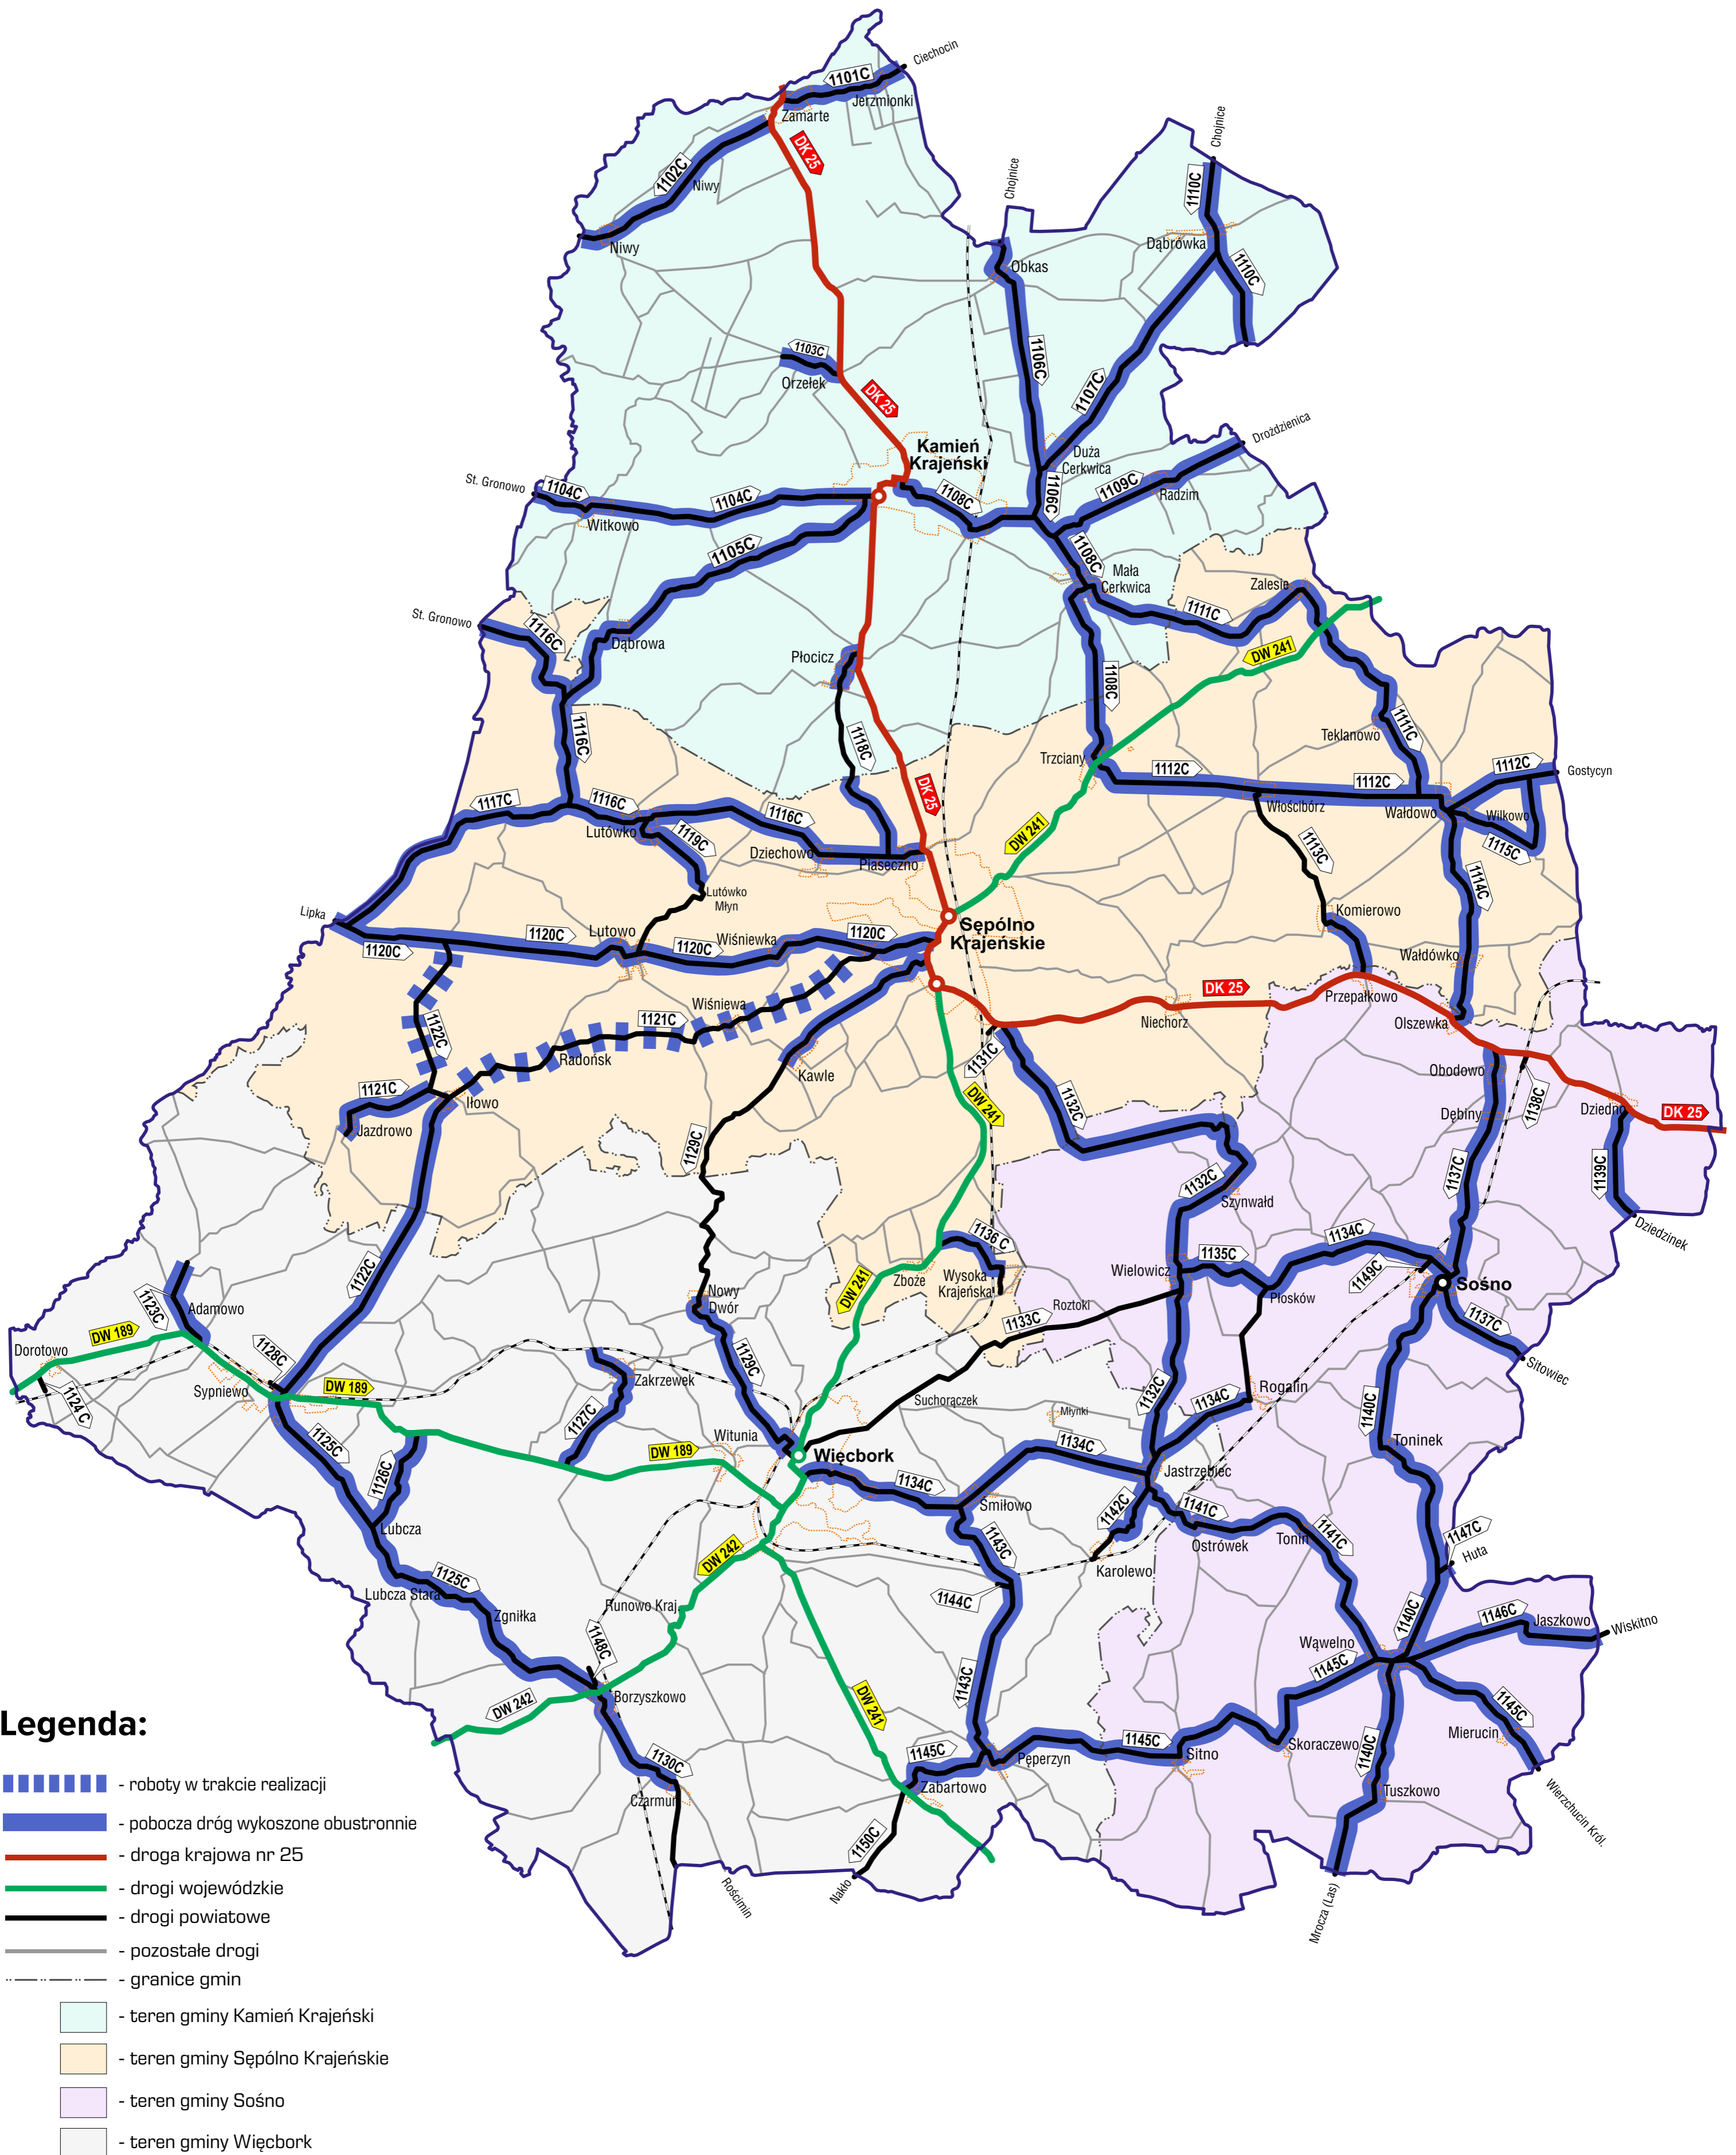 Ciechocin
1101C
Jerzmionki
Zamarte
DK 25
1102C
Niwy
Niwy
Chojnice
Chojnice
1110C
Dąbrówka
1110C
Obkas
1106C
1107C
1103C
Orzełek
DK 25
Kamień
Krajeński
Duża
Cerkwica
Drożdzienica
1109C
Radzim
St. Gronowo
1104C
1104C
Witkowo
1108C
1106C
1105C
1108C
Mała
Cerkwica
Zalesie
1111C
St. Gronowo
1116C
Dąbrowa
Płocicz
DW 241
1108C
1116C
1118C
Teklanowo
1111C
Trzciany
1112C
1112C
1112C
Gostycyn
DK 25
1117C
1116C
1116C
Lutówko
1119C
Dziechowo
Piaseczno
DW 241
Włościbórz
Wałdowo
Wilkowo
1115C
1113C
1114C
Lutówko
Młyn
Lipka
1120C
1120C
Lutowo
1120C
Wiśniewka
1120C
Sępólno
Krajeńskie
Komierowo
Wałdówko
DK 25
Przepałkowo
Niechorz
Olszewka
Wiśniewa
1121C
1122C
Radońsk
Kawle
1131C
1121C
Iłowo
Jazdrowo
DW 241
1132C
Obodowo
1138C
Dębiny
Dziedno
DK 25
1129C
1132C
Szynwałd
1137C
1139C
Dziedzinek
1136 C
1134C
1135C
Wielowicz
1149C
Sośno
Płosków
1122C
1123C
Adamowo
Zboże
Wysoka
Krajeńska
DW 241
Nowy
Dwór
Roztoki
1133C
1137C
Sitowiec
DW 189
Dorotowo
1128C
1124 C
Sypniewo
DW 189
1129C
Zakrzewek
Suchorączek
Młynki
1132C
1134C
Rogalin
1140C
1127C
1125C
1126C
Witunia
DW 189
Więcbork
1134C
1134C
Jastrzębiec
Toninek
Śmiłowo
1142C
1141C
Ostrówek
Tonin
1141C
1147C
Huta
Lubcza
DW 242
1143C
Karolewo
1125C
Lubcza Stara
1144C
Runowo Kraj.
Zgniłka
1148C
1140C
1146C
Jaszkowo
Wiskitno
Wąwelno
1145C
1143C
Borzyszkowo
DW 242
DW 241
1145C
Mierucin
1130C
1145C
Pęperzyn
1145C
Sitno
Skoraczewo
1140C
Tuszkowo
Wierzchucin Król.
Czarmuń
Zabartowo
1150C
Rościmin
Nakło
Mrocza (Las)
Legenda:
- roboty w trakcie realizacji
- pobocza dróg wykoszone obustronnie
- droga krajowa nr 25
- drogi wojewódzkie
- drogi powiatowe
- pozostałe drogi
- granice gmin
- teren gminy Kamień Krajeński
- teren gminy Sępólno Krajeńskie
- teren gminy Sośno
- teren gminy Więcbork